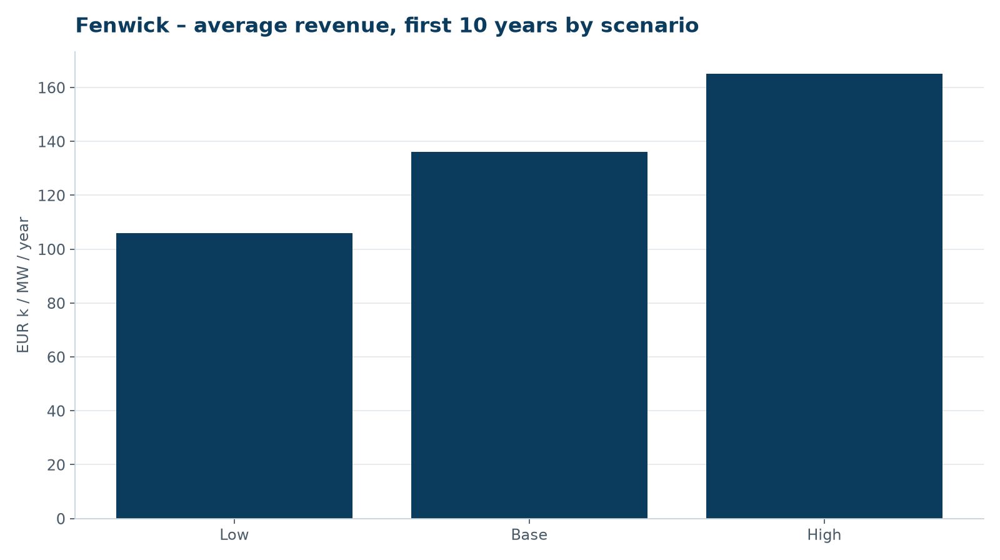 Fenwick – average revenue, first 10 years by scenario
EUR k / MW / year
160
140
120
100
80
60
40
20
0
Low
Base
High